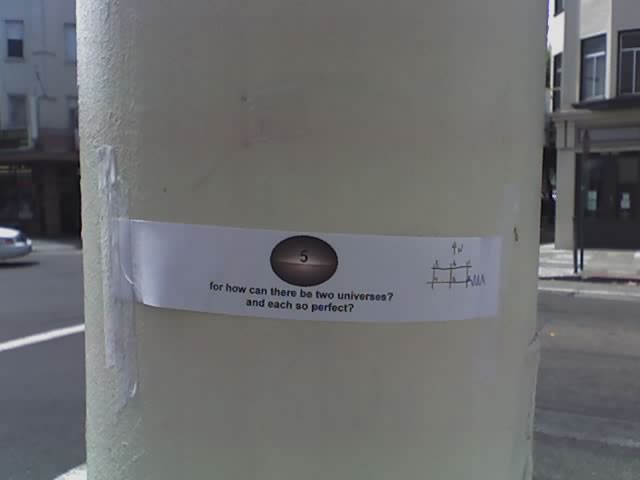 5
for how can there be two universes?
and each so perfect?